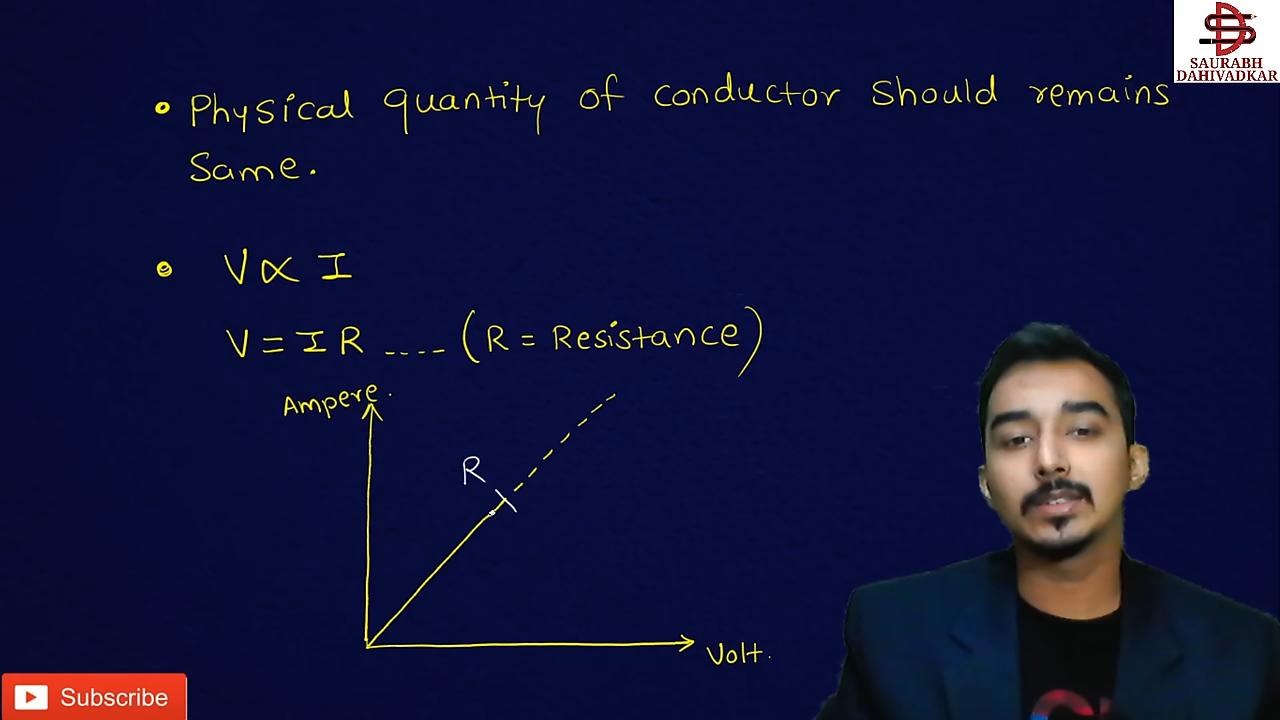 SAURABH
DAHIVADKAR
• Physical quantity of conductor should remains
Same.
• V ∝ I
V = I R ---- (R = Resistance)
Ampere.
R
Volt.
Subscribe